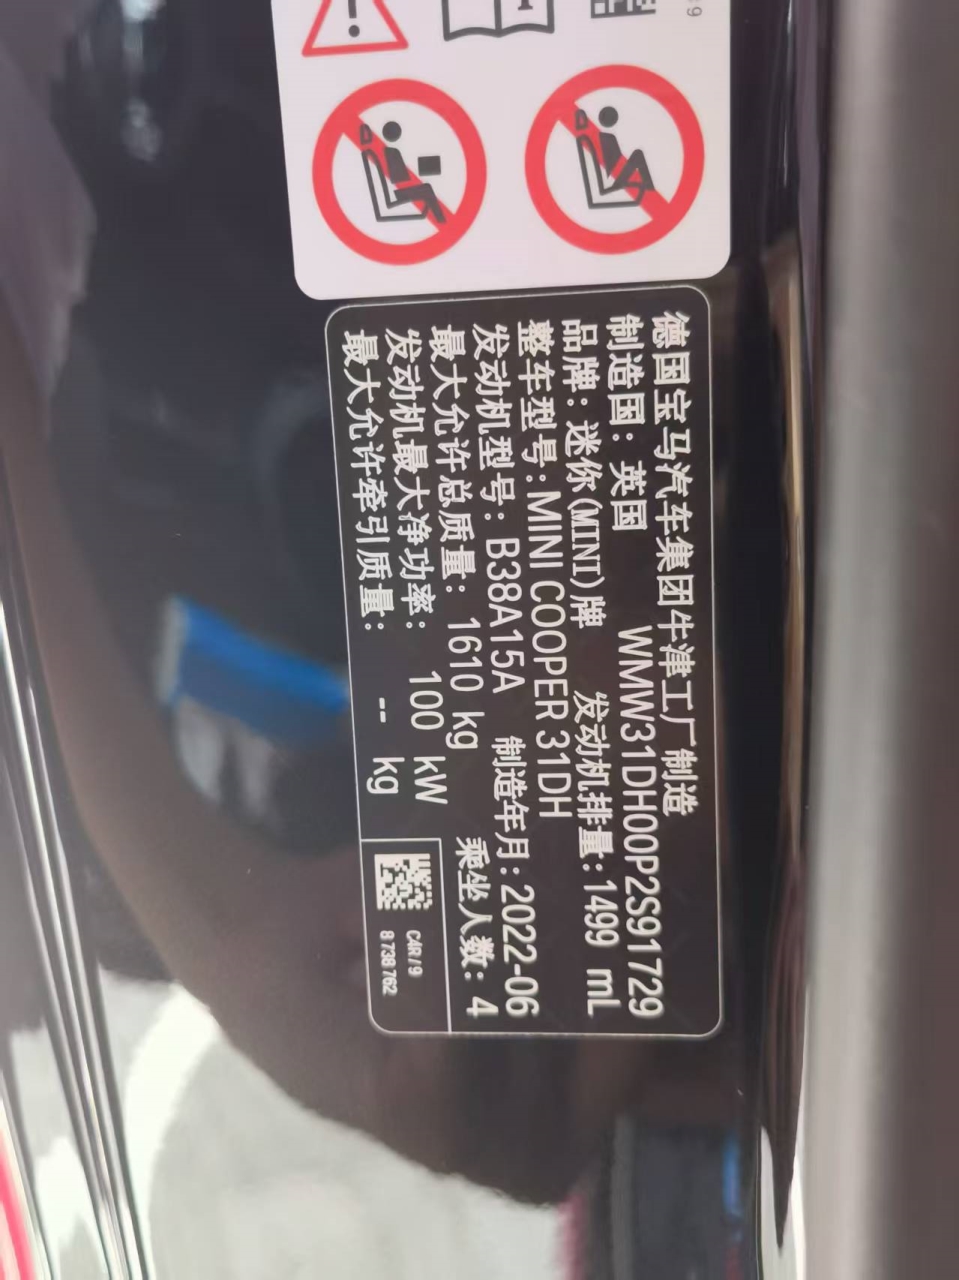 德国宝马汽车集团牛津工厂制造
制造国: 英国 WMW31DH00P2S91729
品牌: 迷你(MINI)牌 发动机排量:1499 mL
整车型号:MINI COOPER 31DH
发动机型号: B38A15A 制造年月: 2022-06
最大允许总质量: 1610 kg 乘坐人数: 4
发动机最大净功率: 100 kW
最大允许牵引质量: -- kg
C4R / 9
8 738 762